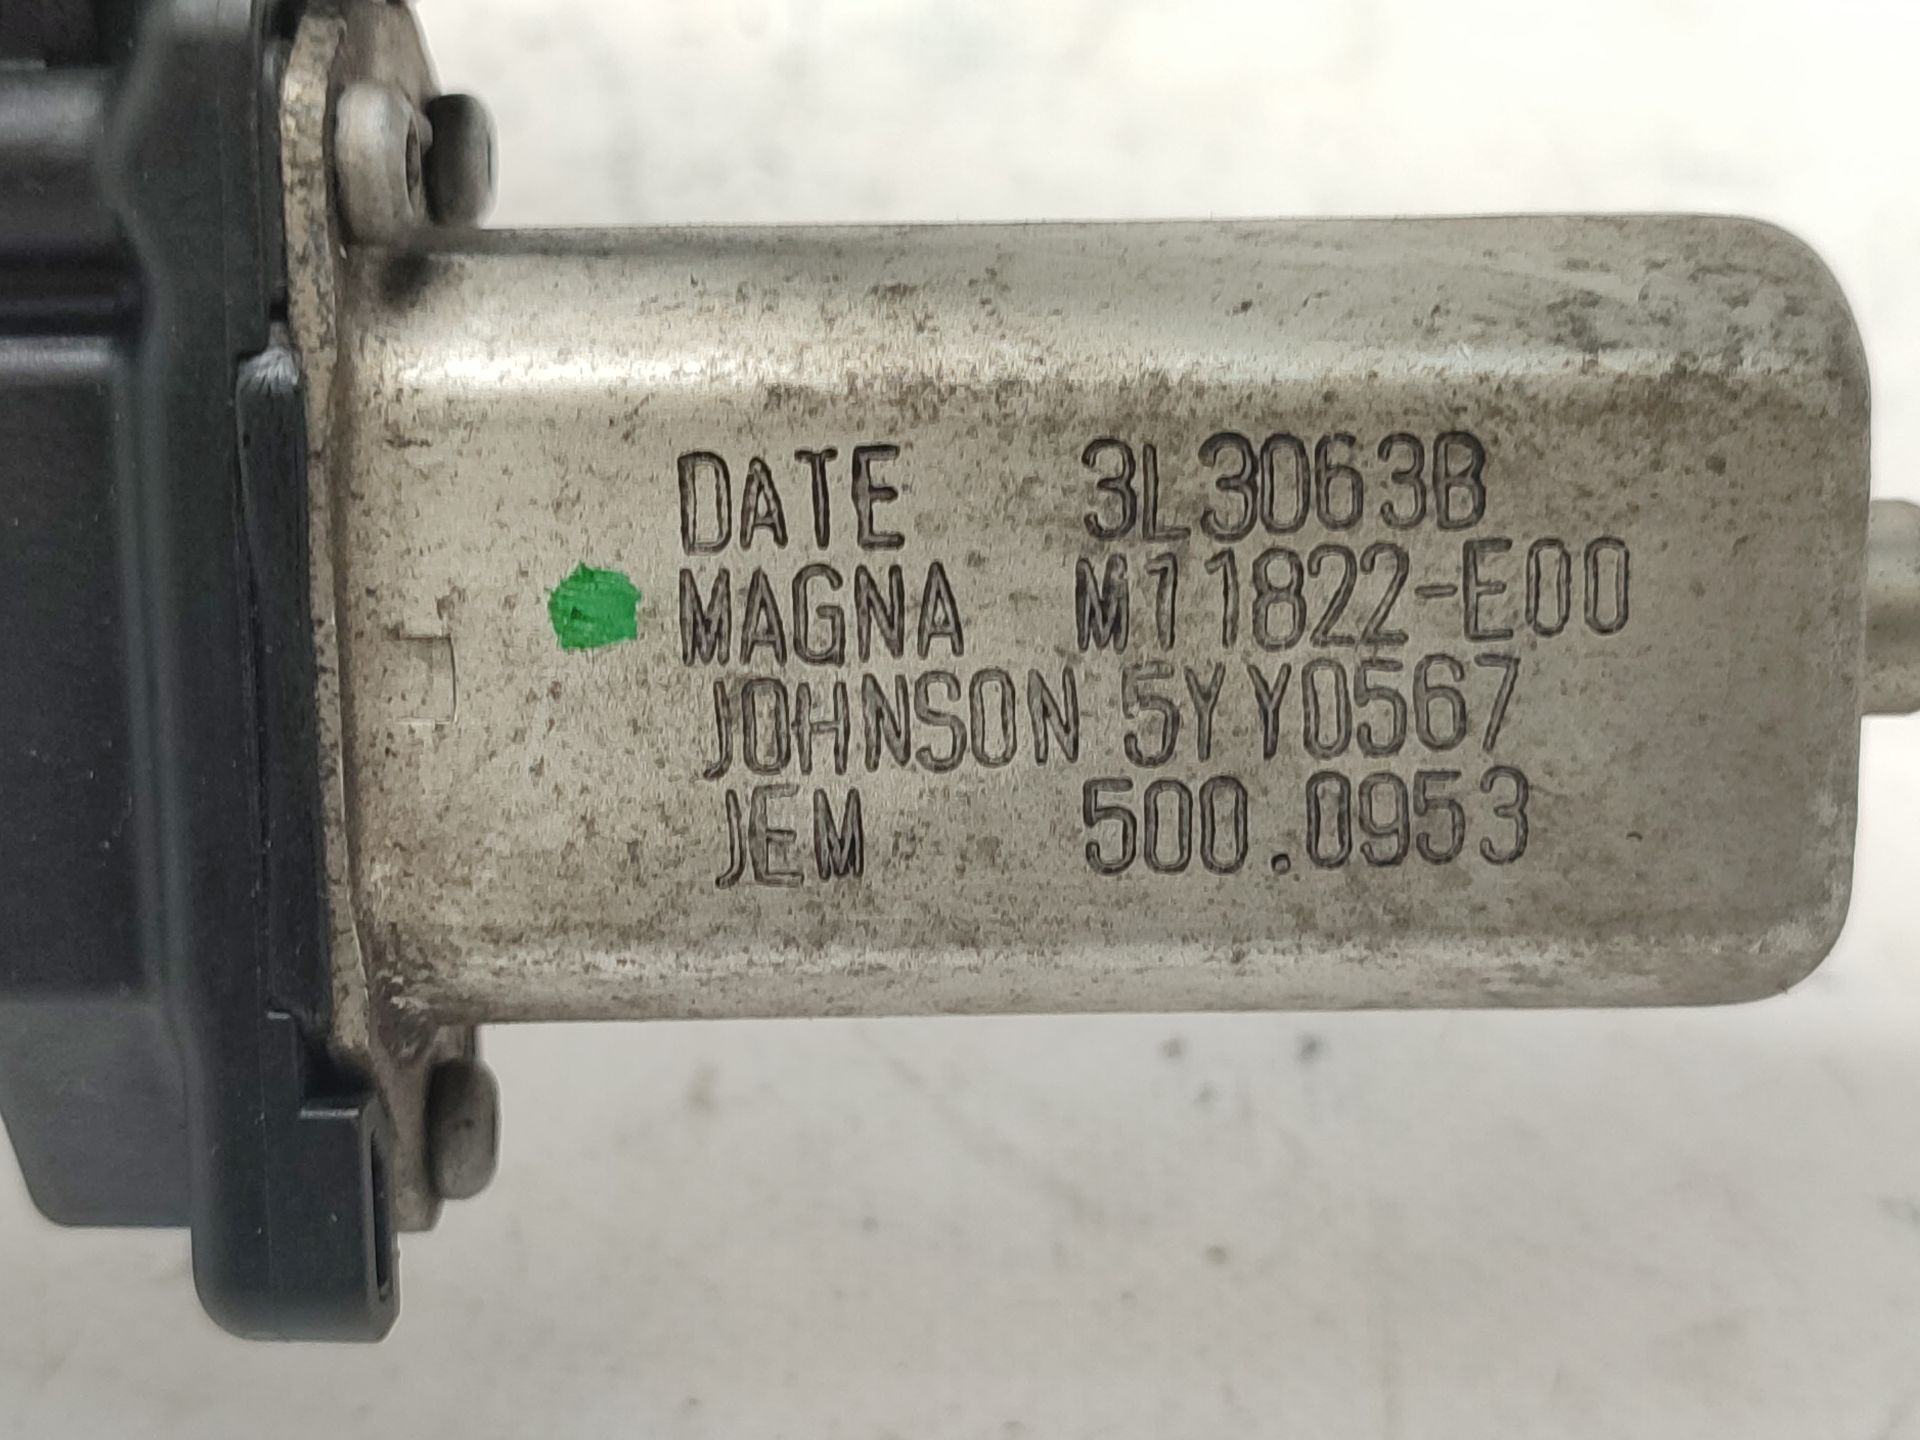 DATE 3L3063B
MAGNA M11822-E00
JOHNSON 5YY0567
JEM 500.0953